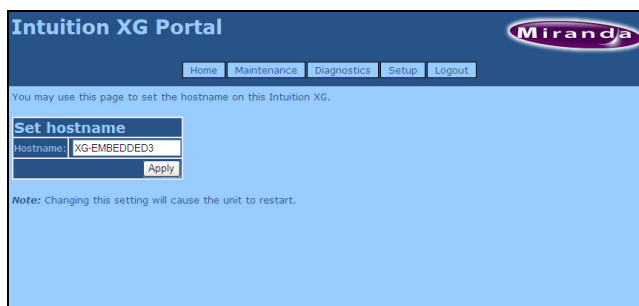 Intuition XG Portal
Miranda
Home Maintenance Diagnostics Setup Logout
You may use this page to set the hostname on this Intuition XG.
Set hostname
Hostname: XG-EMBEDDED3
Apply
Note: Changing this setting will cause the unit to restart.